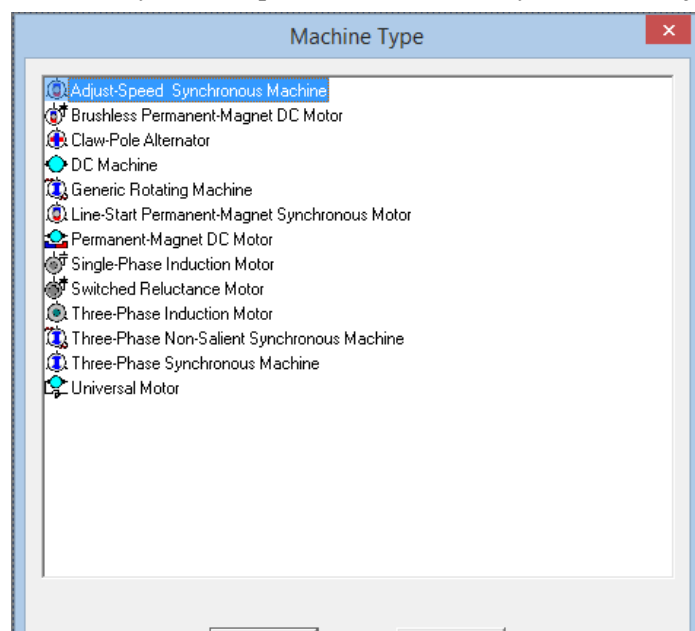 Machine Type
Adjust-Speed  Synchronous Machine
Brushless Permanent-Magnet DC Motor
Claw-Pole Alternator
DC Machine
Generic Rotating Machine
Line-Start Permanent-Magnet Synchronous Motor
Permanent-Magnet DC Motor
Single-Phase Induction Motor
Switched Reluctance Motor
Three-Phase Induction Motor
Three-Phase Non-Salient Synchronous Machine
Three-Phase Synchronous Machine
Universal Motor